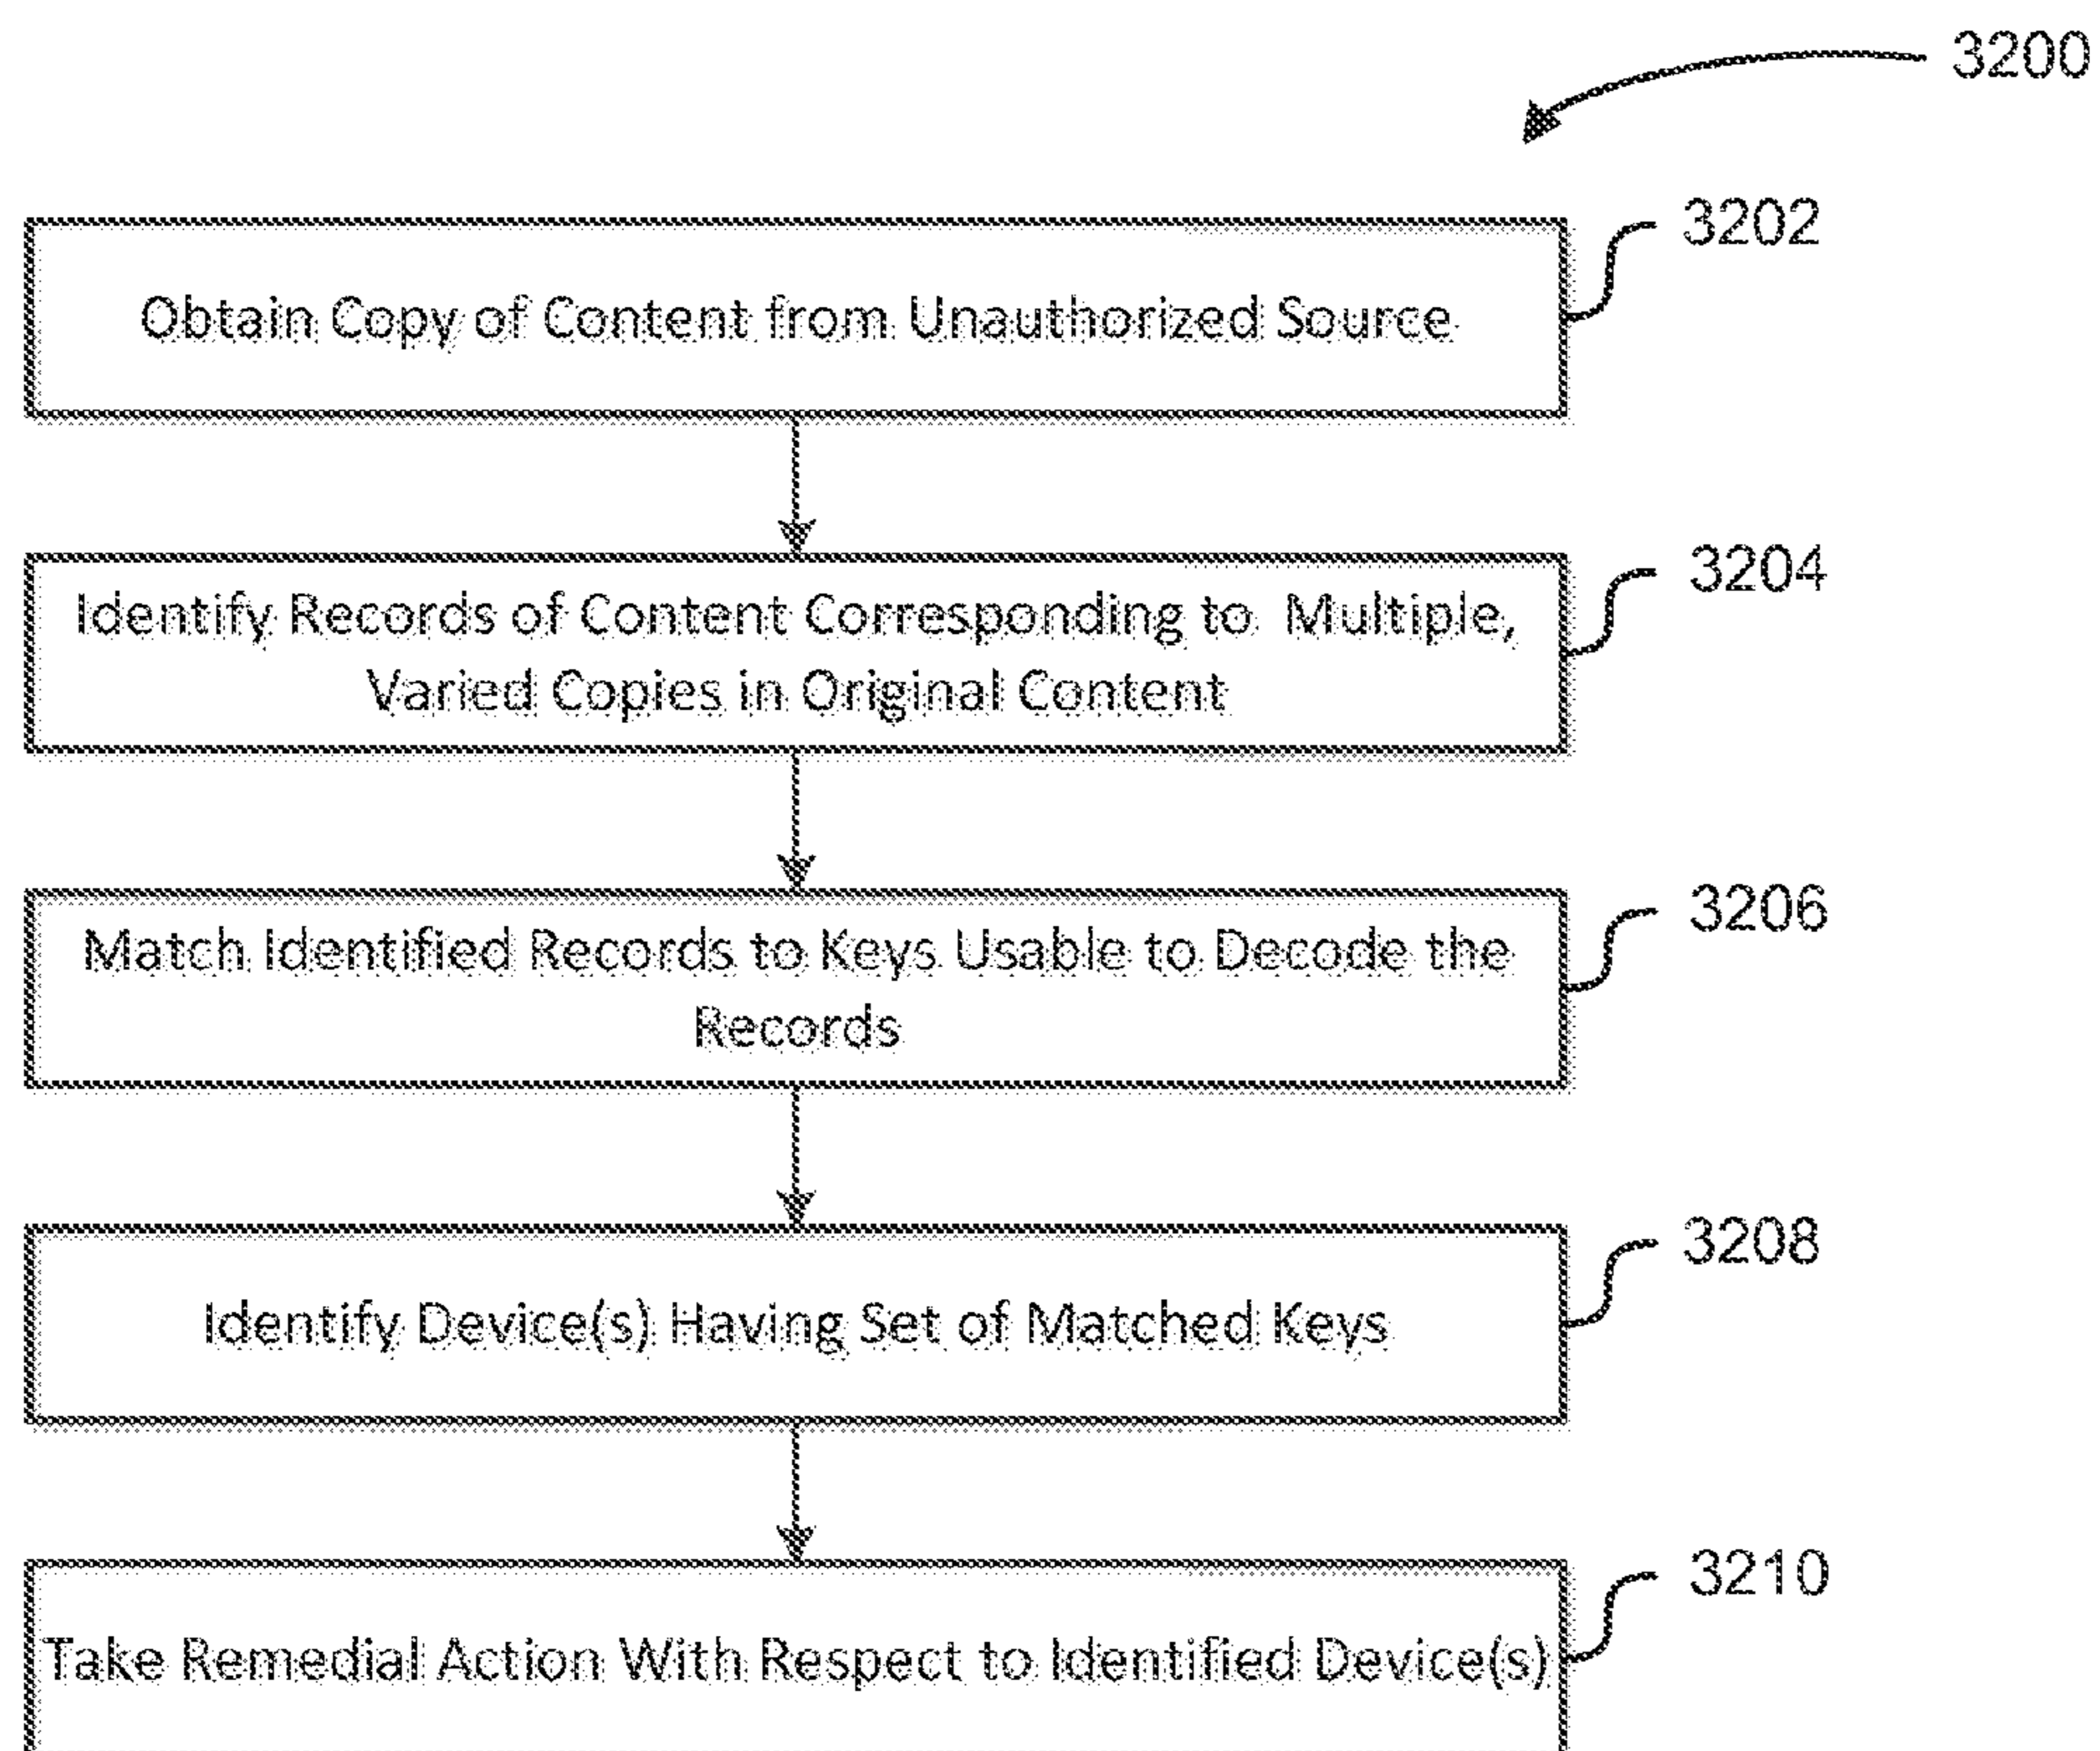 3200
3202
Obtain Copy of Content from Unauthorized Source
3204
Identify Records of Content Corresponding to Multiple,
Varied Copies in Original Content
3206
Match Identified Records to Keys Usable to Decode the
Records
3208
Identify Device(s) Having Set of Matched Keys
3210
Take Remedial Action With Respect to Identified Device(s)